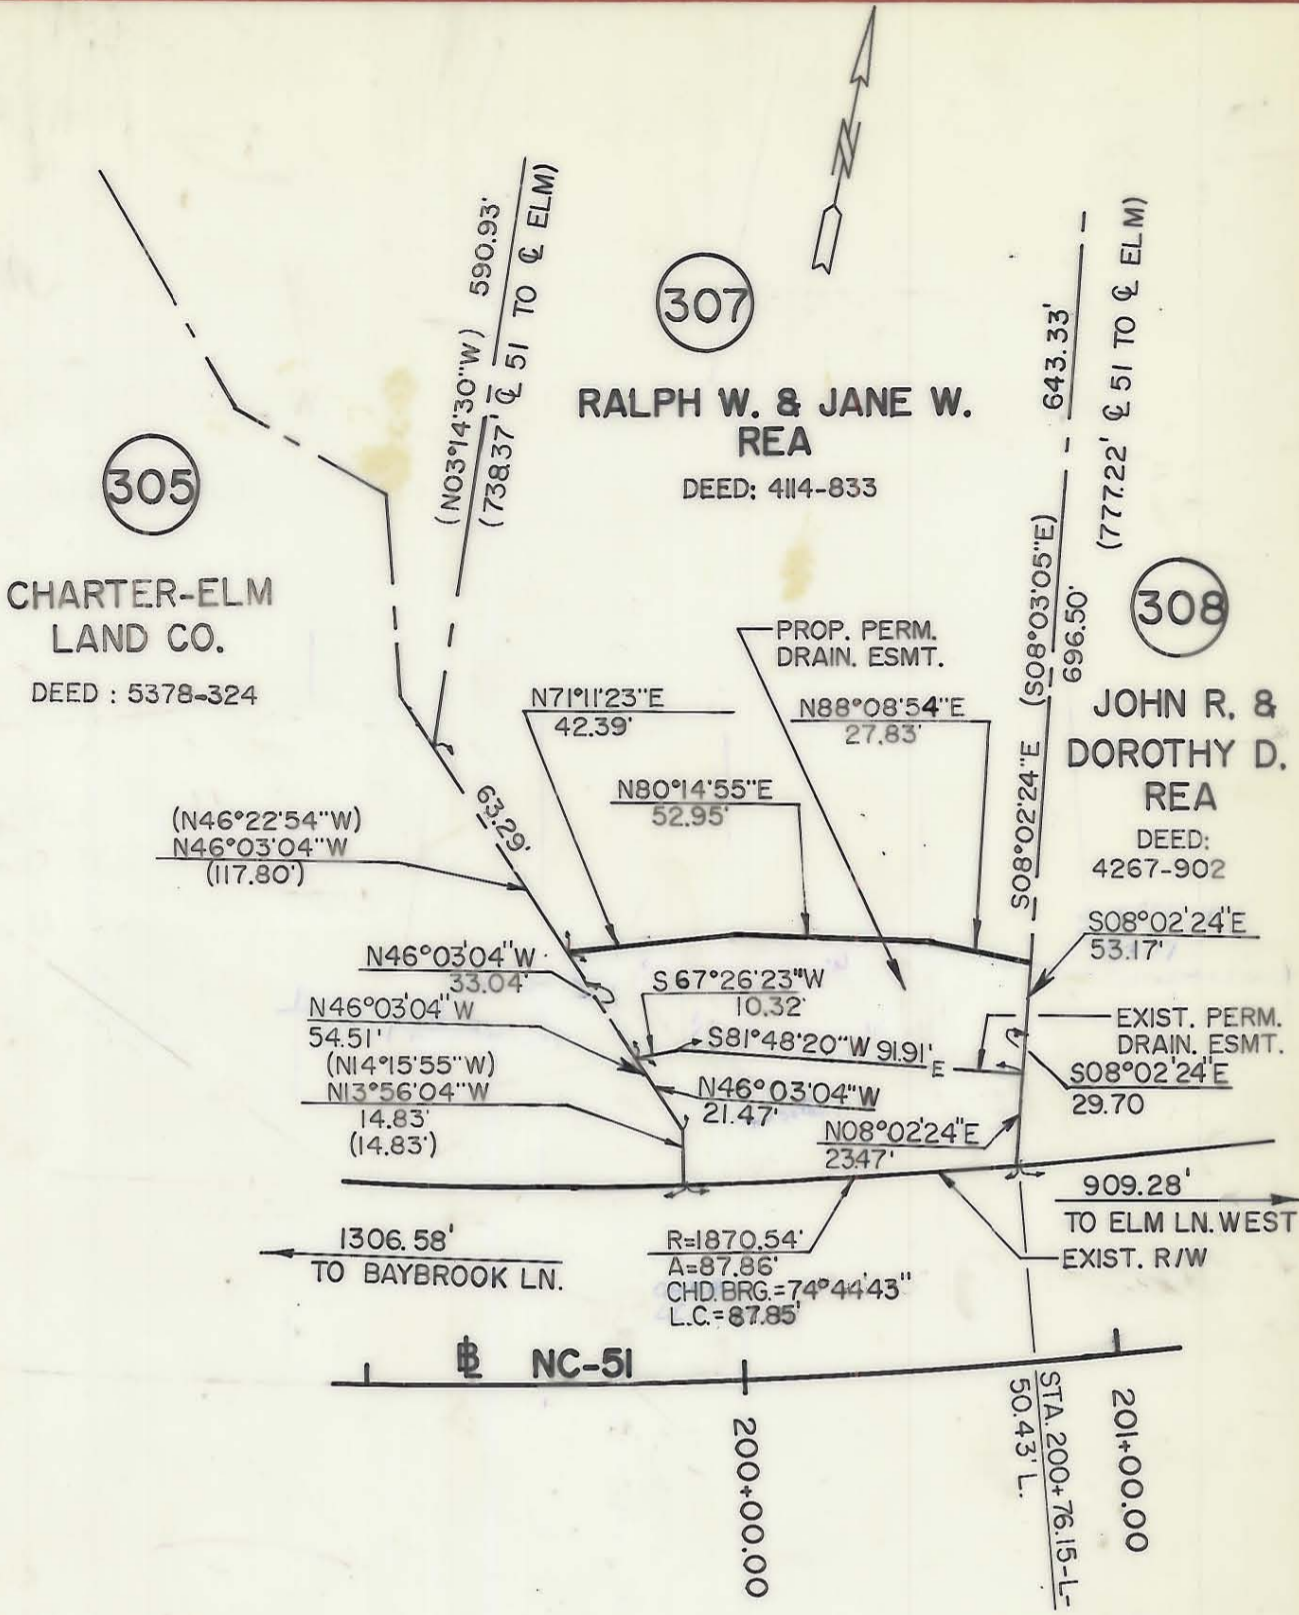 (N03°14'30"W) 590.93'
(738.37' ℄ 51 TO ℄ ELM)
307
RALPH W. & JANE W.
REA
DEED: 4114-833
643.33'
(777.22' ℄ 51 TO ℄ ELM)
305
CHARTER-ELM
LAND CO.
DEED : 5378-324
S08°02'24"E (S08°03'05"E)
696.50'
308
JOHN R. &
DOROTHY D.
REA
DEED:
4267-902
PROP. PERM.
DRAIN. ESMT.
N71°11'23"E
42.39'
N88°08'54"E
27.83'
N80°14'55"E
52.95'
63.29'
(N46°22'54"W)
N46°03'04"W
(117.80')
S08°02'24"E
53.17'
N46°03'04"W
33.04'
S 67°26'23"W
10.32'
N46°03'04"W
54.51'
S81°48'20"W 91.91'
E
EXIST. PERM.
DRAIN. ESMT.
(N14°15'55"W)
N13°56'04"W
14.83'
(14.83')
N46°03'04"W
21.47'
S08°02'24"E
29.70
N08°02'24"E
23.47'
909.28'
TO ELM LN. WEST
1306.58'
TO BAYBROOK LN.
R=1870.54'
A=87.86'
CHD. BRG.=74°44'43"
L.C.=87.85'
EXIST. R/W
BL NC-51
200+00.00
STA. 200+76.15-L-
50.43' L.
201+00.00